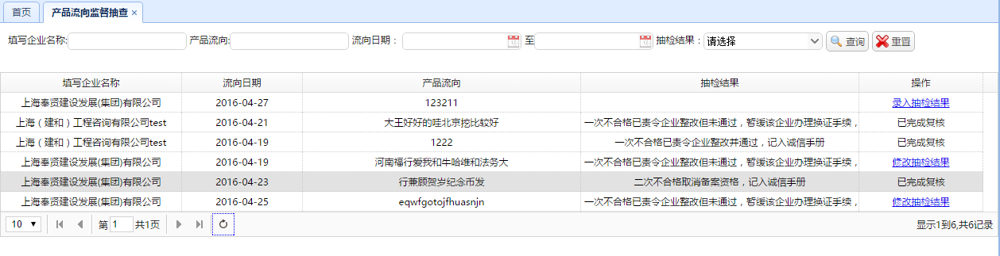 首页 产品流向监督抽查 ×
填写企业名称: 产品流向: 流向日期： 至 抽检结果： 请选择 查询 重置
填写企业名称 流向日期 产品流向 抽检结果 操作
上海奉贤建设发展(集团)有限公司 2016-04-27 123211 录入抽检结果
上海（建和）工程咨询有限公司test 2016-04-21 大王好好的哇北京挖比较好 一次不合格已责令企业整改但未通过，暂缓该企业办理换证手续， 已完成复核
上海（建和）工程咨询有限公司test 2016-04-19 1222 一次不合格已责令企业整改并通过，记入诚信手册 已完成复核
上海奉贤建设发展(集团)有限公司 2016-04-19 河南福行爱我和牛哈维和法务大 一次不合格已责令企业整改但未通过，暂缓该企业办理换证手续， 修改抽检结果
上海奉贤建设发展(集团)有限公司 2016-04-23 行兼顾贺岁纪念币发 二次不合格取消备案资格，记入诚信手册 已完成复核
上海奉贤建设发展(集团)有限公司 2016-04-25 eqwfgotojfhuasnjn 一次不合格已责令企业整改但未通过，暂缓该企业办理换证手续， 修改抽检结果
10 第 1 共1页 显示1到6,共6记录